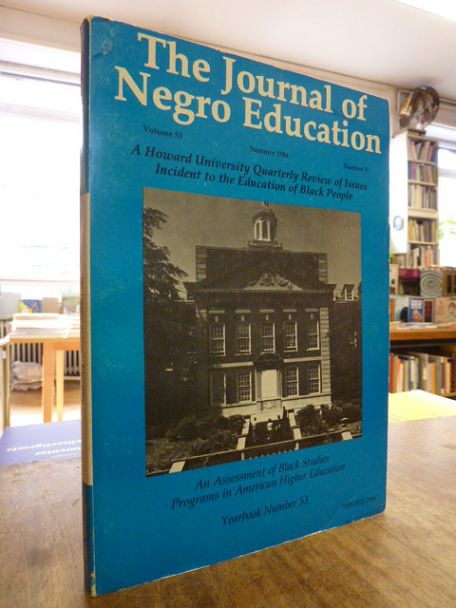 The Journal of
Negro Education
Volume 53
Summer 1984
Number 3
A Howard University Quarterly Review of Issues
Incident to the Education of Black People
An Assessment of Black Studies
Programs in American Higher Education
Yearbook Number 53